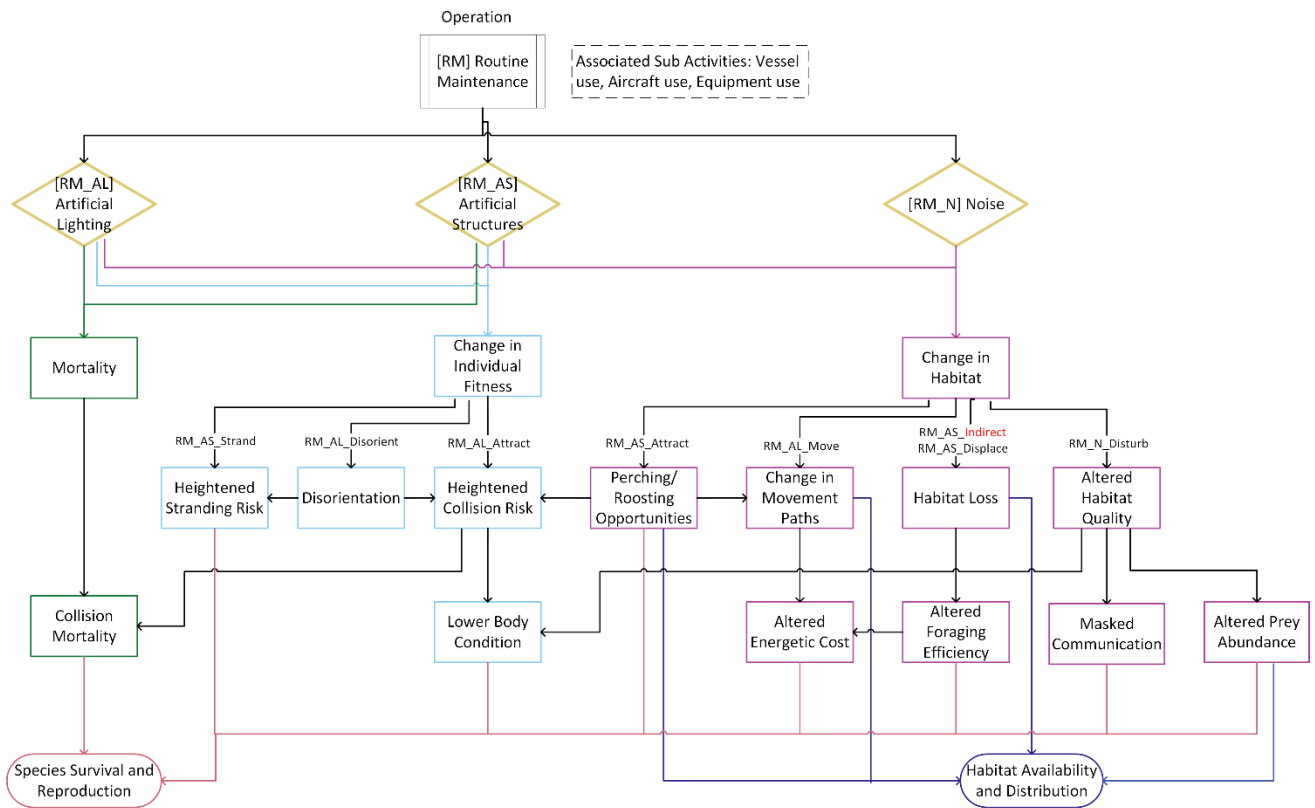 Operation
[RM] Routine
Maintenance
Associated Sub Activities: Vessel
use, Aircraft use, Equipment use
[RM_AL]
Artificial
Lighting
[RM_AS]
Artificial
Structures
[RM_N] Noise
Mortality
Change in
Individual
Fitness
Change in
Habitat
RM_AS_Strand
RM_AL_Disorient
RM_AL_Attract
RM_AS_Attract
RM_AL_Move
RM_AS_Indirect
RM_AS_Displace
RM_N_Disturb
Heightened
Stranding Risk
Disorientation
Heightened
Collision Risk
Perching/
Roosting
Opportunities
Change in
Movement
Paths
Habitat Loss
Altered
Habitat
Quality
Collision
Mortality
Lower Body
Condition
Altered
Energetic Cost
Altered
Foraging
Efficiency
Masked
Communication
Altered Prey
Abundance
Species Survival and
Reproduction
Habitat Availability
and Distribution